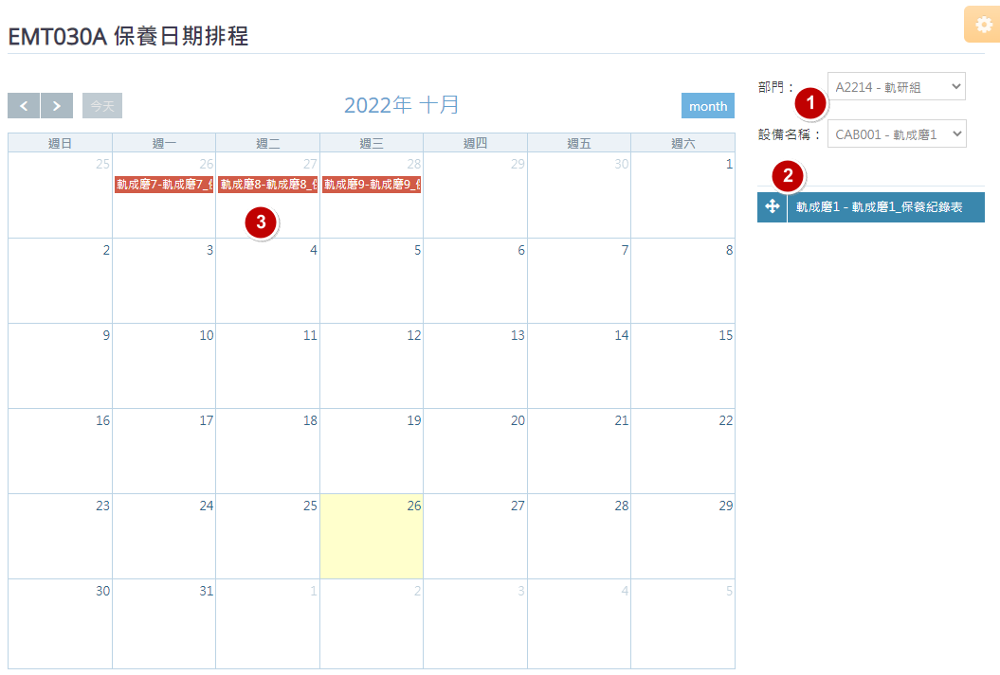 EMT030A 保養日期排程
部門：
A2214 - 軌研組
1
今天
2022年 十月
month
設備名稱：
CAB001 - 軌成磨1
週日 週一 週二 週三 週四 週五 週六
2
25 26 27 28 29 30 1
軌成磨7-軌成磨7_ 軌成磨8-軌成磨8_ 軌成磨9-軌成磨9_
軌成磨1 - 軌成磨1_保養紀錄表
3
2 3 4 5 6 7 8
9 10 11 12 13 14 15
16 17 18 19 20 21 22
23 24 25 26 27 28 29
30 31 1 2 3 4 5